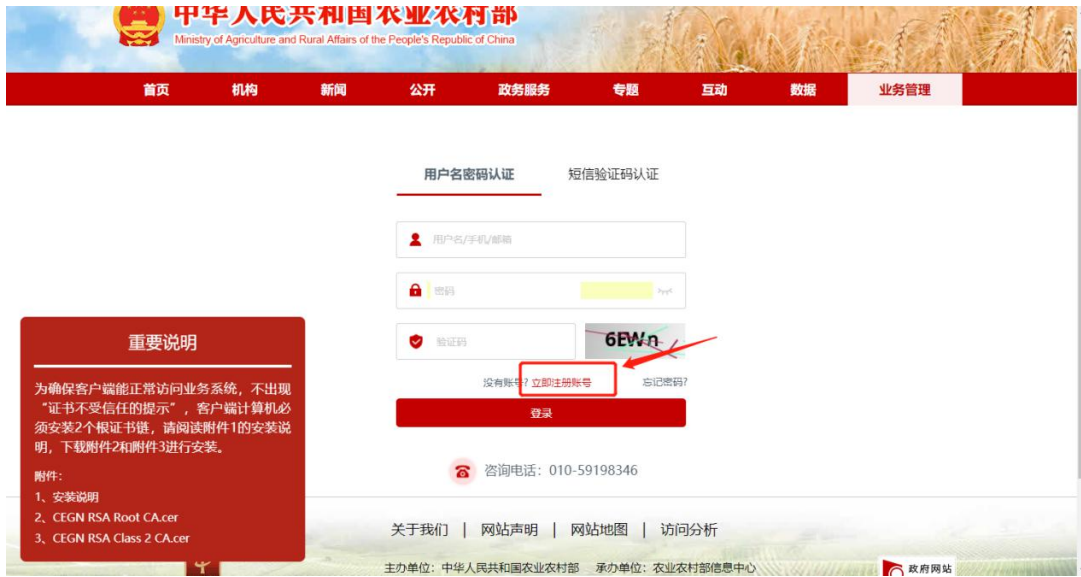 中华人民共和国农业农村部
Ministry of Agriculture and Rural Affairs of the People's Republic of China
首页 机构 新闻 公开 政务服务 专题 互动 数据 业务管理
用户名密码认证 短信验证码认证
用户名/手机/邮箱
密码
验证码 6EWn
没有账号? 立即注册账号 忘记密码?
登录
咨询电话：010-59198346
重要说明
为确保客户端能正常访问业务系统，不出现
“证书不受信任的提示”，客户端计算机必
须安装2个根证书链，请阅读附件1的安装说
明，下载附件2和附件3进行安装。
附件：
1、安装说明
2、CEGN RSA Root CA.cer
3、CEGN RSA Class 2 CA.cer
关于我们 | 网站声明 | 网站地图 | 访问分析
主办单位：中华人民共和国农业农村部 承办单位：农业农村部信息中心
政府网站